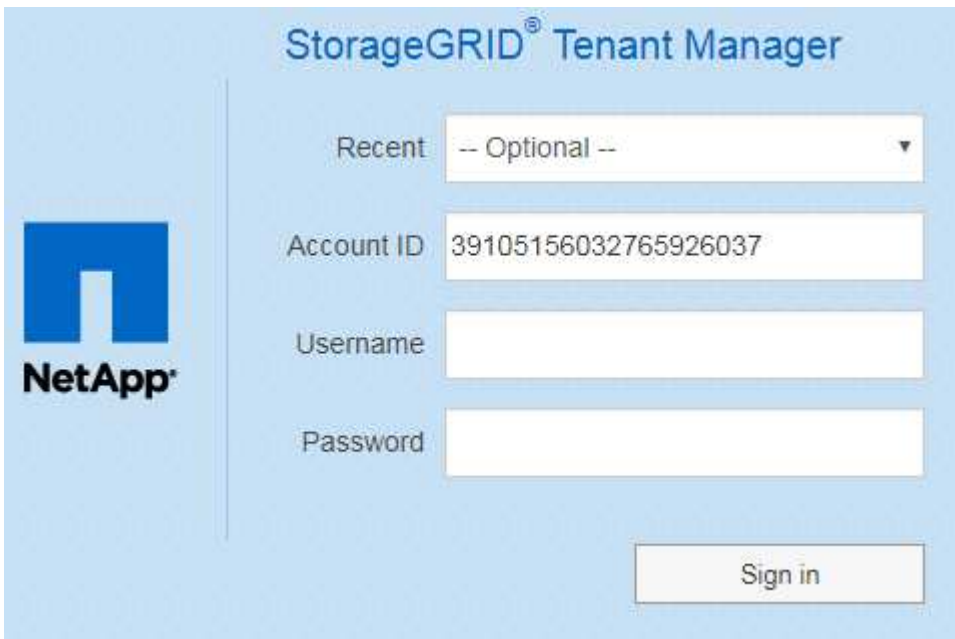 StorageGRID® Tenant Manager
Recent -- Optional --
Account ID 39105156032765926037
Username
NetApp®
Password
Sign in